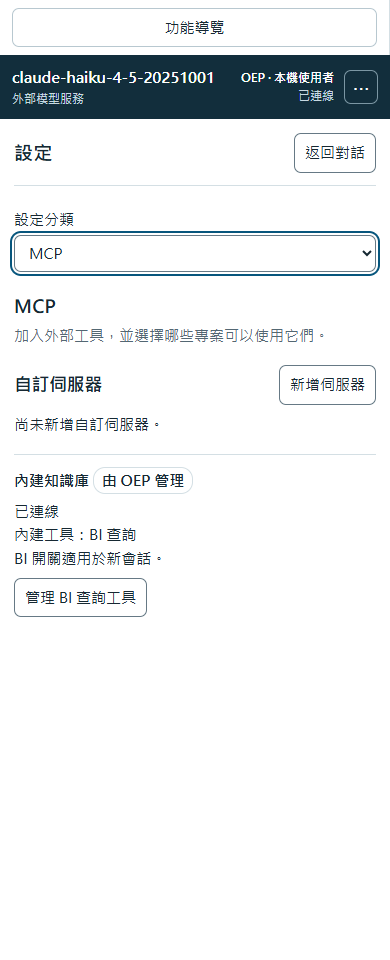 功能導覽
claude-haiku-4-5-20251001
外部模型服務
OEP · 本機使用者
已連線
...
設定
返回對話
設定分類
MCP
MCP
加入外部工具，並選擇哪些專案可以使用它們。
自訂伺服器
新增伺服器
尚未新增自訂伺服器。
內建知識庫 由 OEP 管理
已連線
內建工具：BI 查詢
BI 開關適用於新會話。
管理 BI 查詢工具